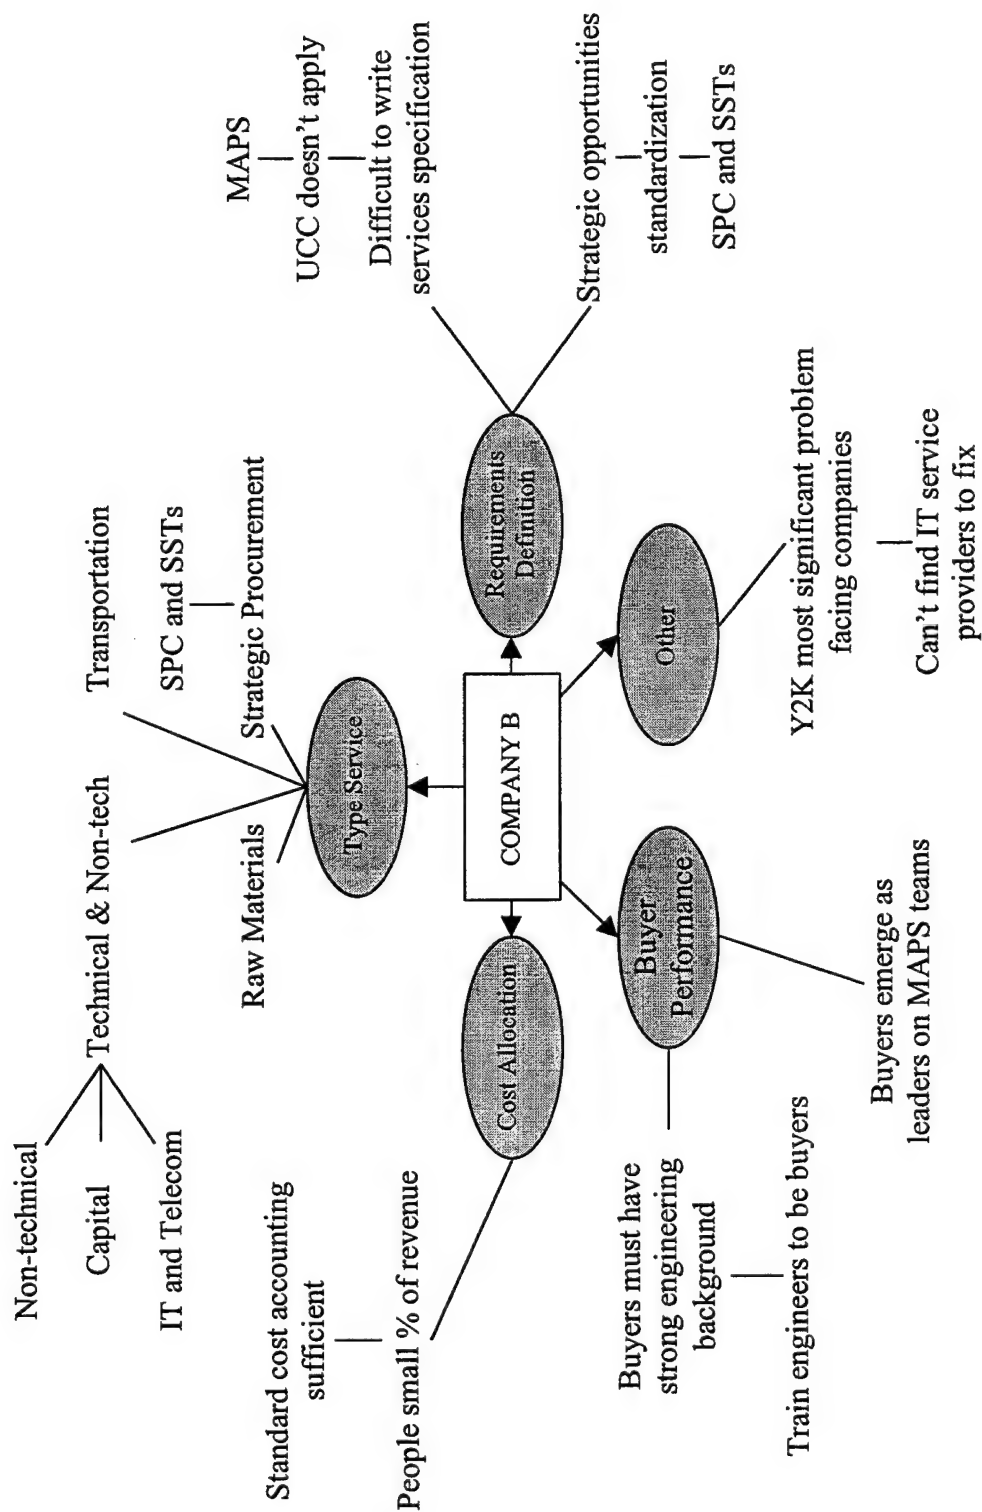 Non-technical
Capital
IT and Telecom
Technical & Non-tech
Transportation
Raw Materials
Strategic Procurement
SPC and SSTs
Type Service
MAPS
UCC doesn't apply
Difficult to write
services specification
Requirements
Definition
Strategic opportunities
standardization
SPC and SSTs
COMPANY B
Cost Allocation
Standard cost accounting
sufficient
People small % of revenue
Buyer
Performance
Buyers must have
strong engineering
background
Train engineers to be buyers
Buyers emerge as
leaders on MAPS teams
Other
Y2K most significant problem
facing companies
Can't find IT service
providers to fix